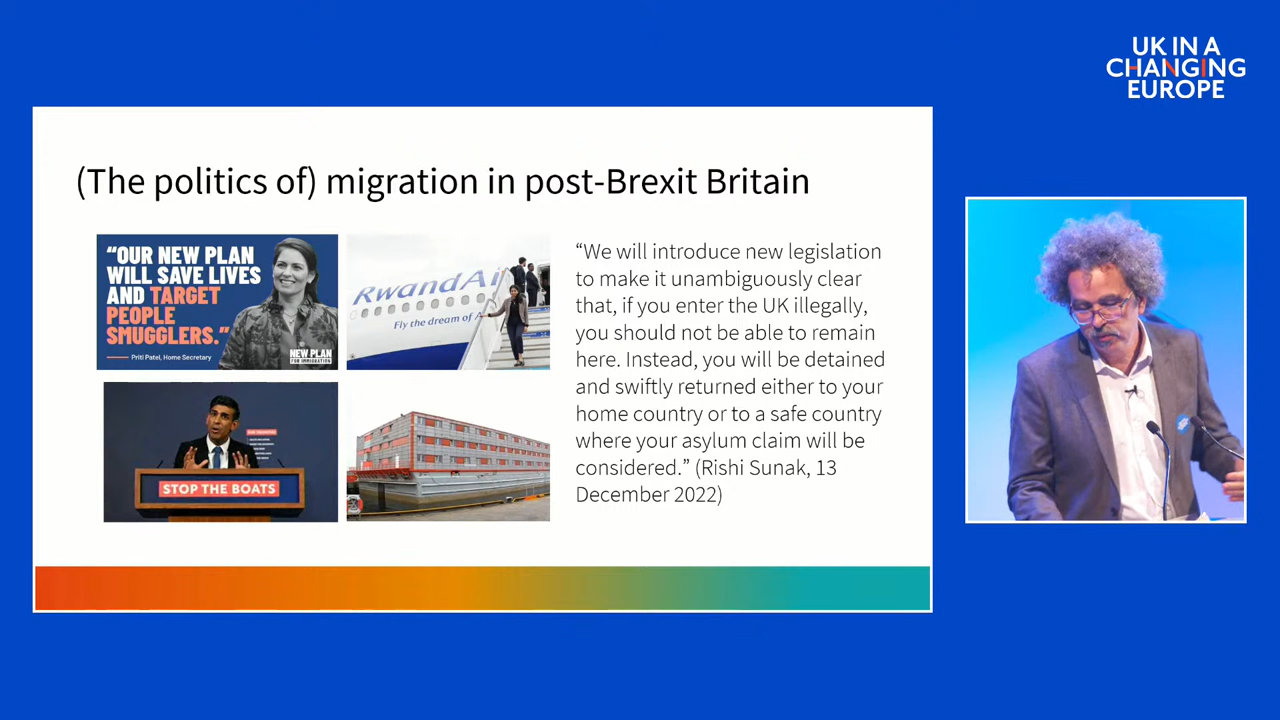 UK IN A
CHANGING
EUROPE
(The politics of) migration in post-Brexit Britain
“OUR NEW PLAN
WILL SAVE LIVES
AND TARGET
PEOPLE
SMUGGLERS.”
Priti Patel, Home Secretary
NEW PLAN
FOR IMMIGRATION
RwandAir
Fly the dream of A
STOP THE BOATS
“We will introduce new legislation
to make it unambiguously clear
that, if you enter the UK illegally,
you should not be able to remain
here. Instead, you will be detained
and swiftly returned either to your
home country or to a safe country
where your asylum claim will be
considered.” (Rishi Sunak, 13
December 2022)